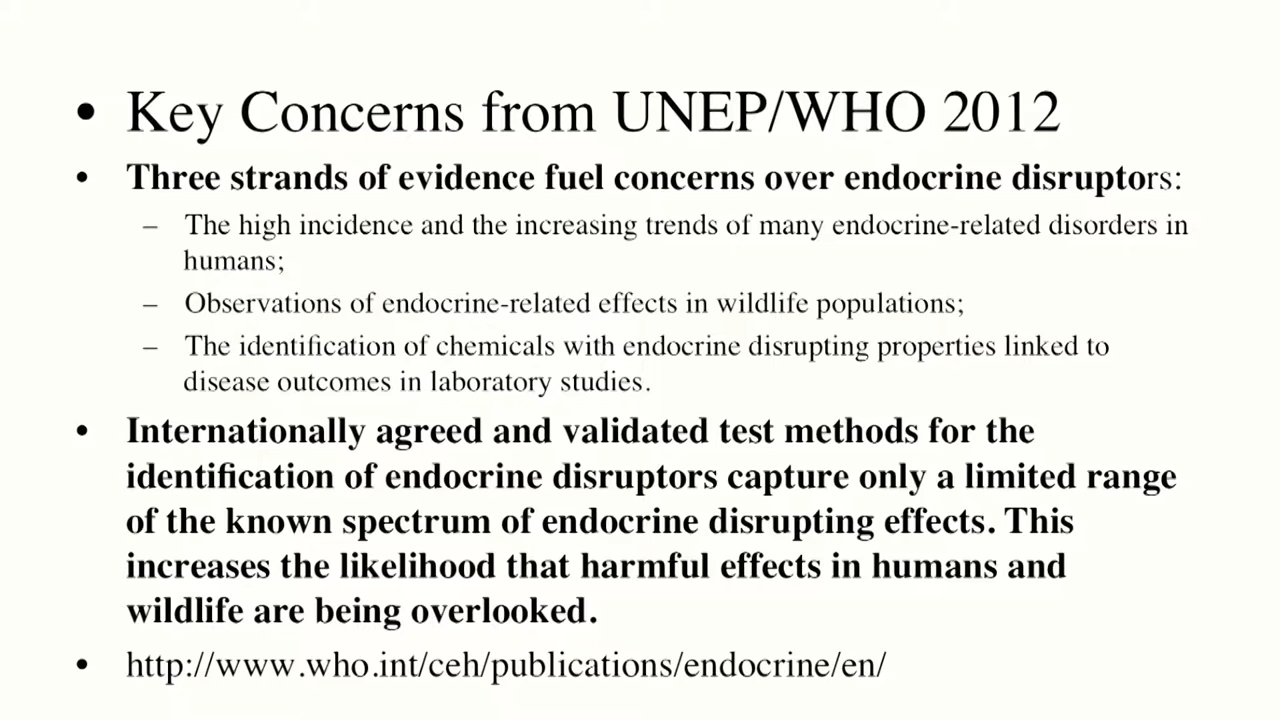 • Key Concerns from UNEP/WHO 2012
• Three strands of evidence fuel concerns over endocrine disruptors:
– The high incidence and the increasing trends of many endocrine-related disorders in
humans;
– Observations of endocrine-related effects in wildlife populations;
– The identification of chemicals with endocrine disrupting properties linked to
disease outcomes in laboratory studies.
• Internationally agreed and validated test methods for the
identification of endocrine disruptors capture only a limited range
of the known spectrum of endocrine disrupting effects. This
increases the likelihood that harmful effects in humans and
wildlife are being overlooked.
• http://www.who.int/ceh/publications/endocrine/en/